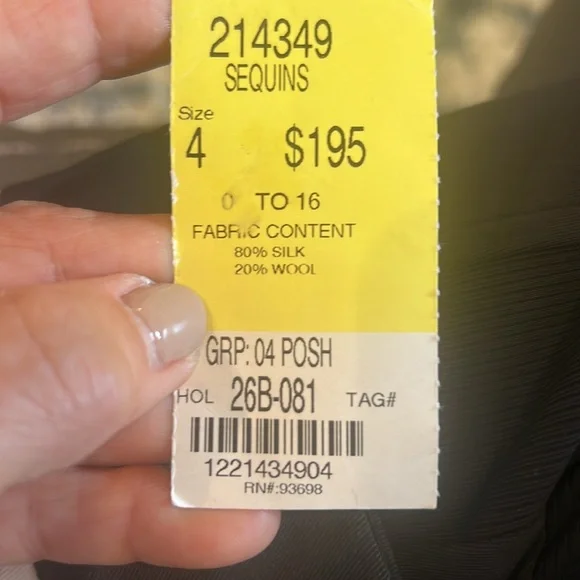 214349
SEQUINS
Size
4 $195
0 TO 16
FABRIC CONTENT
80% SILK
20% WOOL
GRP: 04 POSH
HOL 26B-081 TAG#
1221434904
RN#:93698